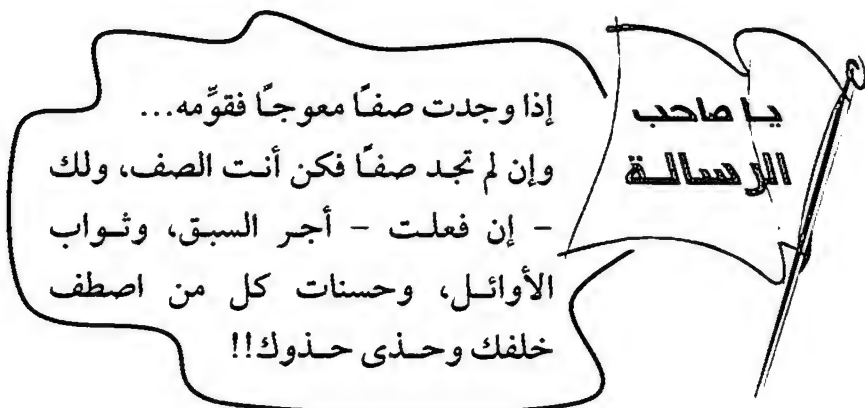 يا صاحب
الرسالة
إذا وجدت صفًا معوجًا فقوِّمه...
وإن لم تجد صفًا فكن أنت الصف، ولك
- إن فعلت - أجر السبق، وثواب
الأوائل، وحسنات كل من اصطف
خلفك وحذى حذوك!!